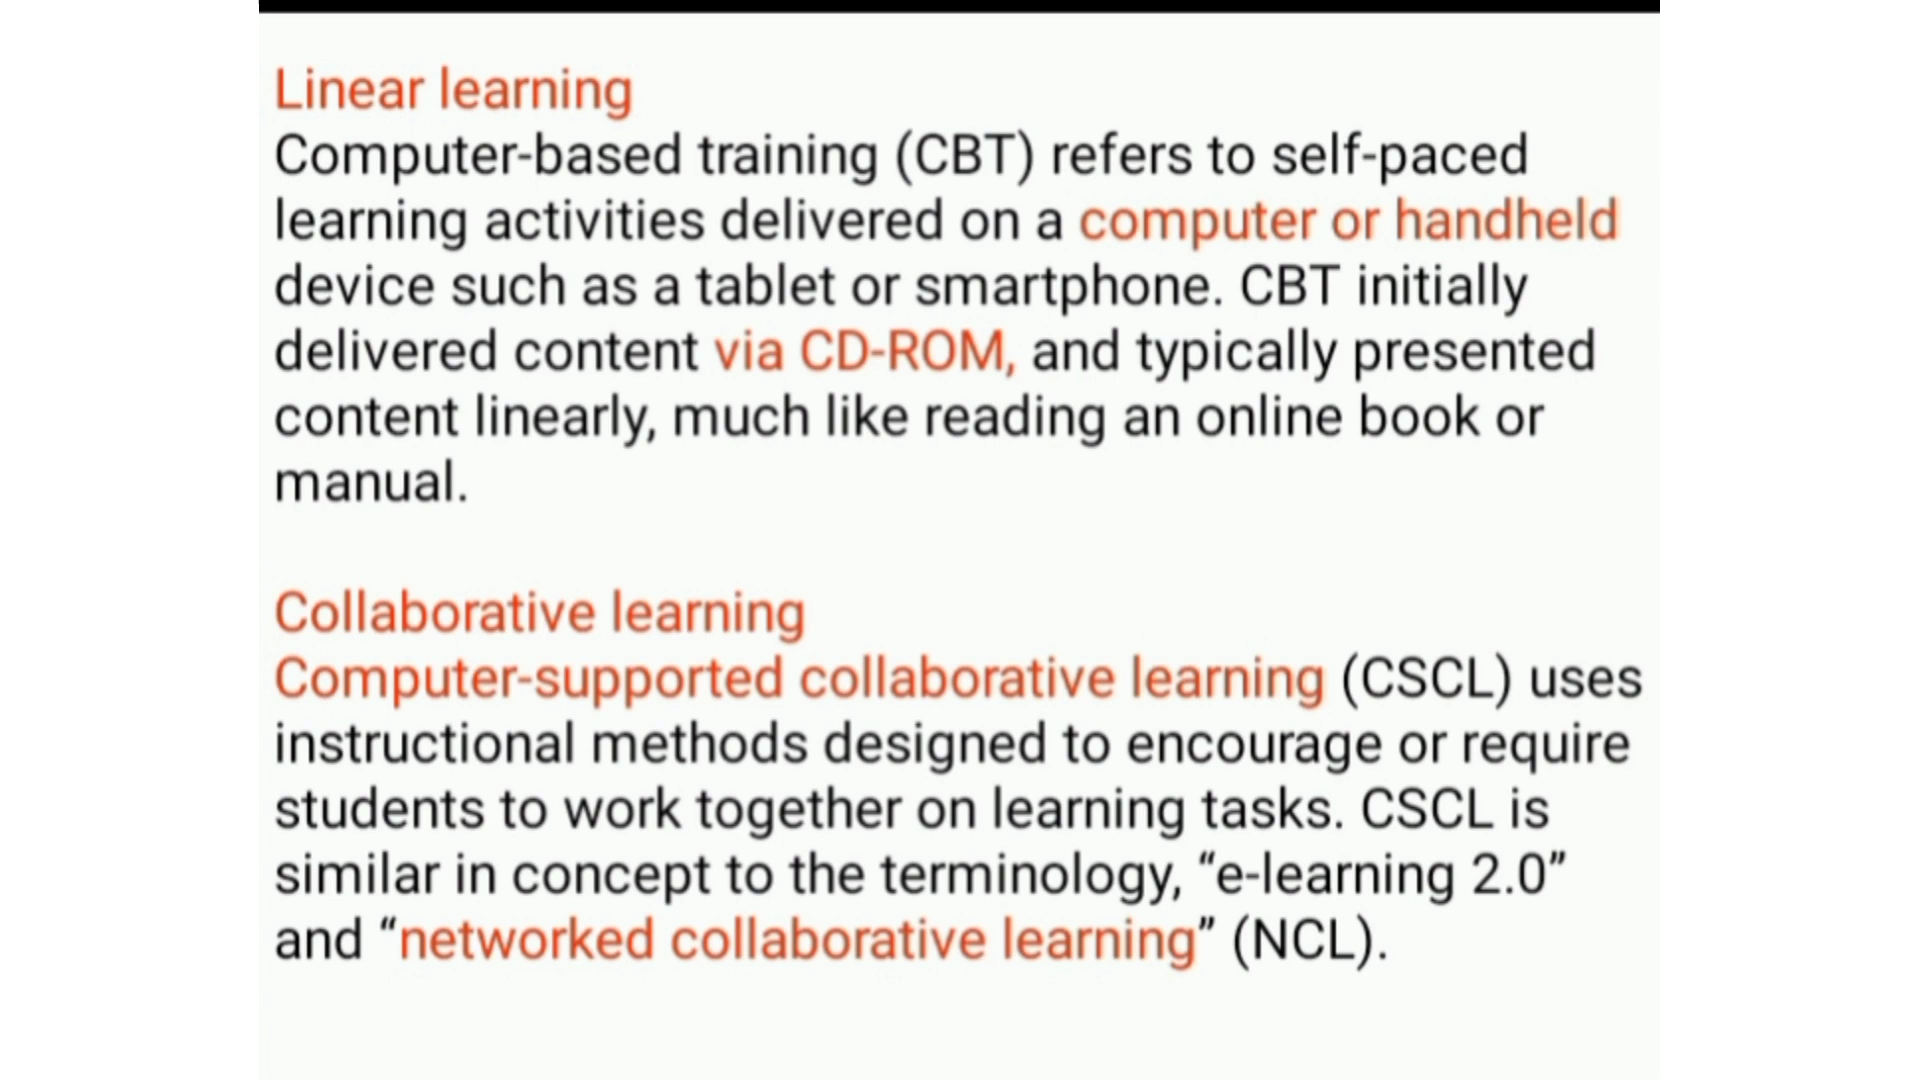 Linear learning
Computer-based training (CBT) refers to self-paced
learning activities delivered on a computer or handheld
device such as a tablet or smartphone. CBT initially
delivered content via CD-ROM, and typically presented
content linearly, much like reading an online book or
manual.
Collaborative learning
Computer-supported collaborative learning (CSCL) uses
instructional methods designed to encourage or require
students to work together on learning tasks. CSCL is
similar in concept to the terminology, “e-learning 2.0”
and “networked collaborative learning” (NCL).